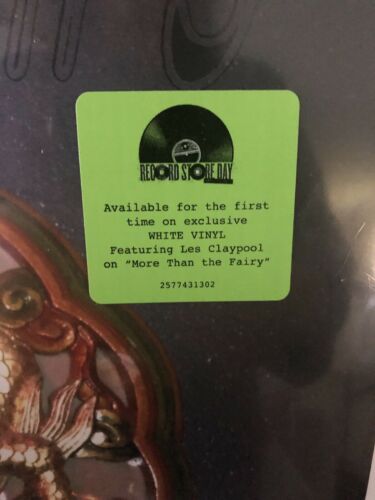 RECORD STORE DAY
Available for the first
time on exclusive
WHITE VINYL
Featuring Les Claypool
on "More Than the Fairy"
2577431302